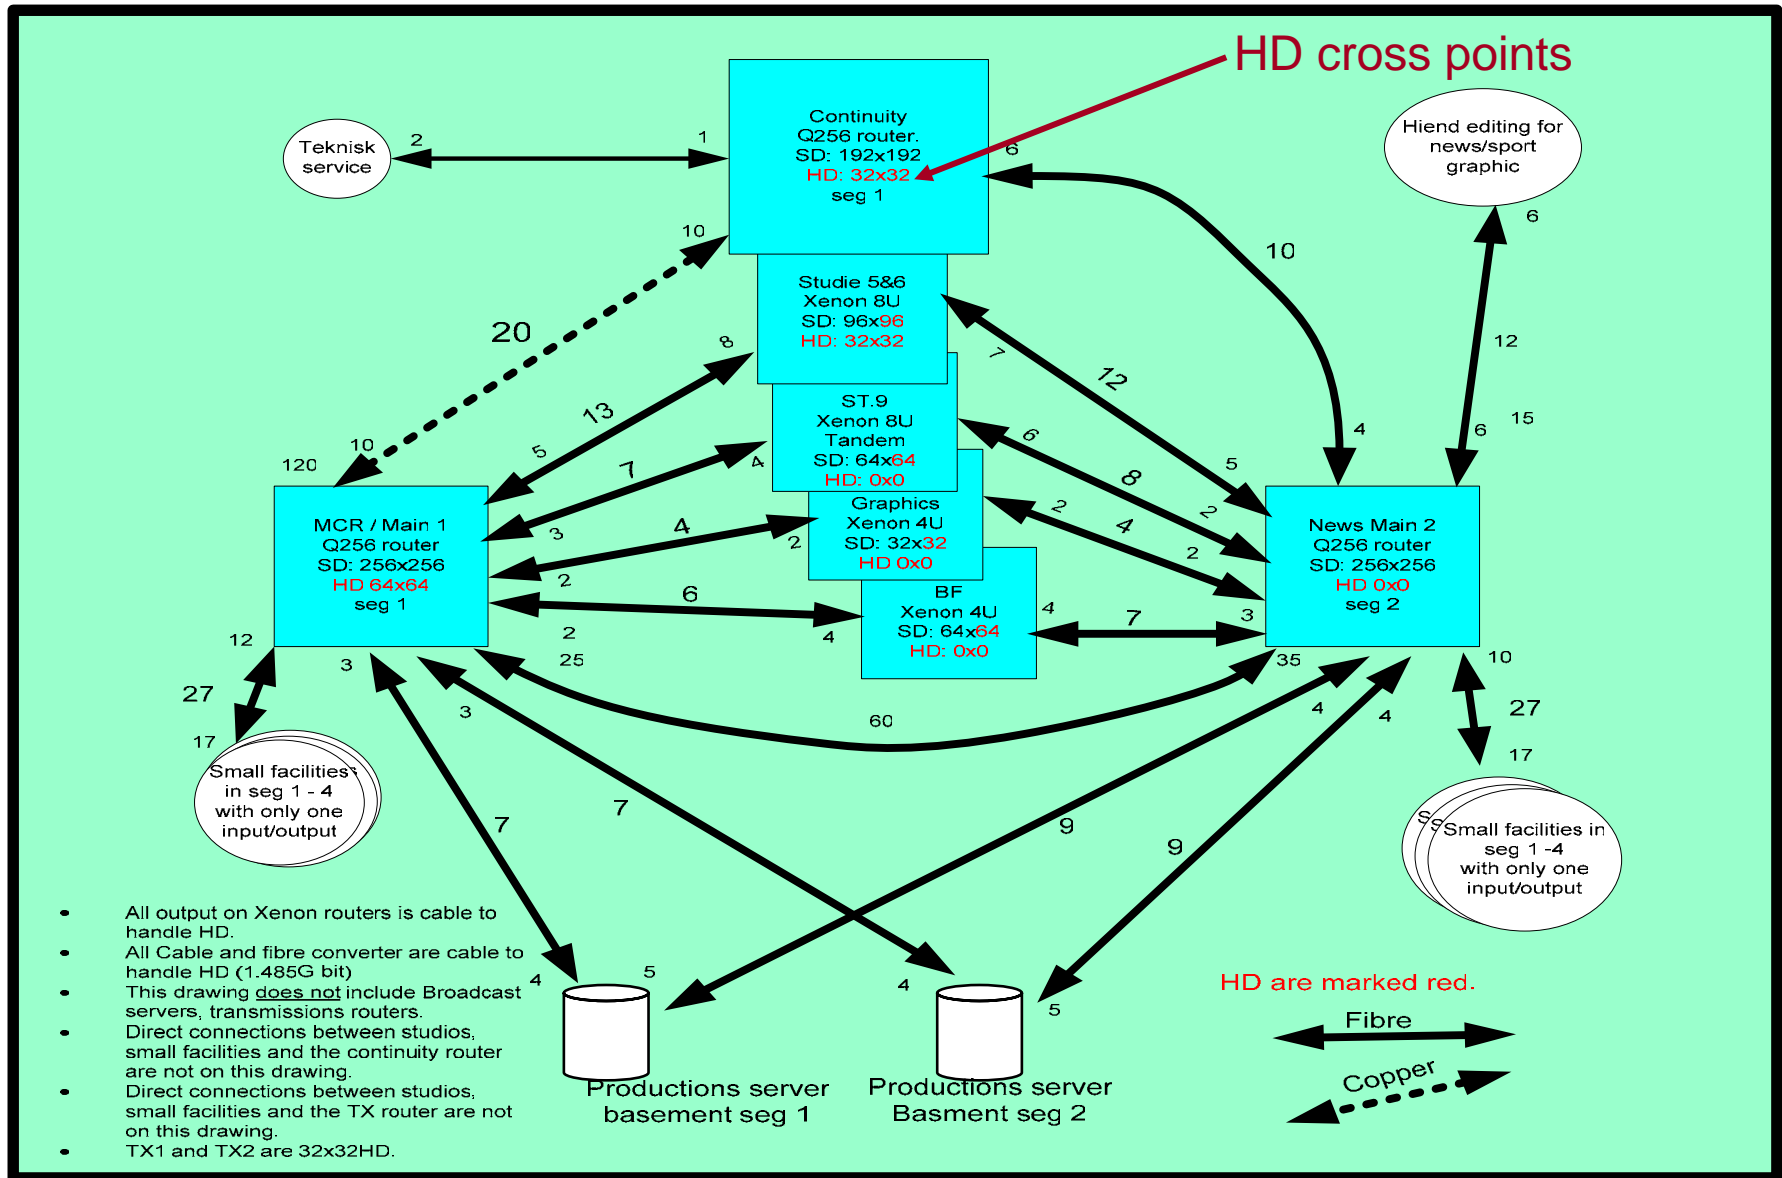 HD cross points
Continuity
Q256 router.
SD: 192x192
HD: 32x32
seg 1
Teknisk
service
2
1
6
Hiend editing for
news/sport
graphic
6
10
10
20
10
120
Studie 5&6
Xenon 8U
SD: 96x96
HD: 32x32
8
13
5
7
12
5
12
15
6
4
ST.9
Xenon 8U
Tandem
SD: 64x64
HD: 0x0
4
7
3
6
8
2
Graphics
Xenon 4U
SD: 32x32
HD 0x0
2
4
2
2
4
2
BF
Xenon 4U
SD: 64x64
HD: 0x0
4
6
2
4
7
3
MCR / Main 1
Q256 router
SD: 256x256
HD 64x64
seg 1
News Main 2
Q256 router
SD: 256x256
HD 0x0
seg 2
12
27
17
3
3
25
60
35
4
4
10
27
17
Small facilities
in seg 1 - 4
with only one
input/output
S
S
Small facilities in
seg 1 -4
with only one
input/output
7
7
9
9
4
5
4
5
• All output on Xenon routers is cable to
handle HD.
• All Cable and fibre converter are cable to
handle HD (1.485G bit)
• This drawing does not include Broadcast
servers, transmissions routers.
• Direct connections between studios,
small facilities and the continuity router
are not on this drawing.
• Direct connections between studios,
small facilities and the TX router are not
on this drawing.
• TX1 and TX2 are 32x32HD.
Productions server
basement seg 1
Productions server
Basment seg 2
HD are marked red.
Fibre
Copper